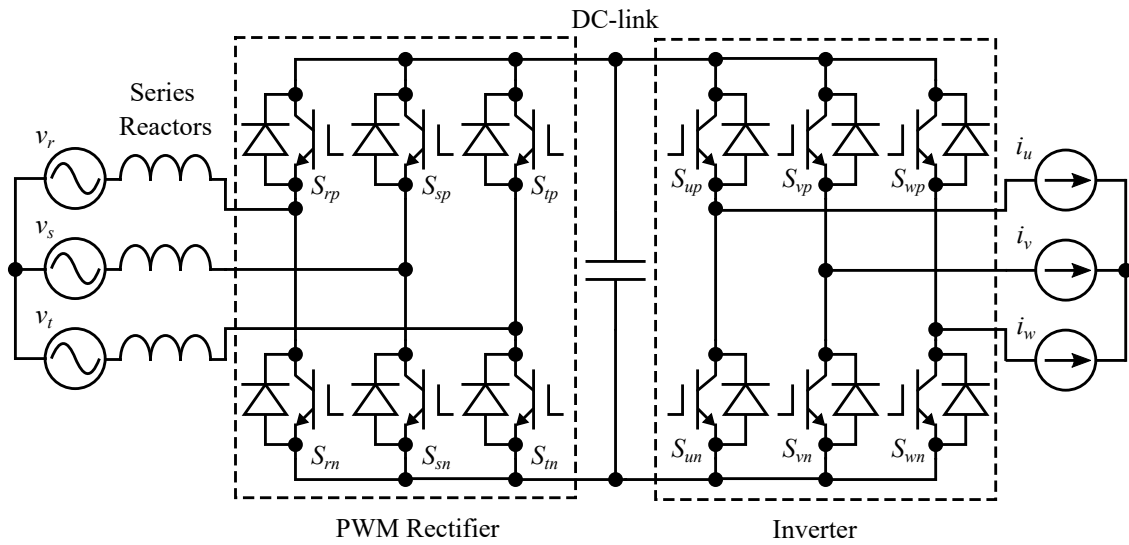 DC-link
Series
Reactors
v_r
v_s
v_t
S_rp
S_sp
S_tp
S_up
S_vp
S_wp
i_u
i_v
i_w
S_rn
S_sn
S_tn
S_un
S_vn
S_wn
PWM Rectifier
Inverter